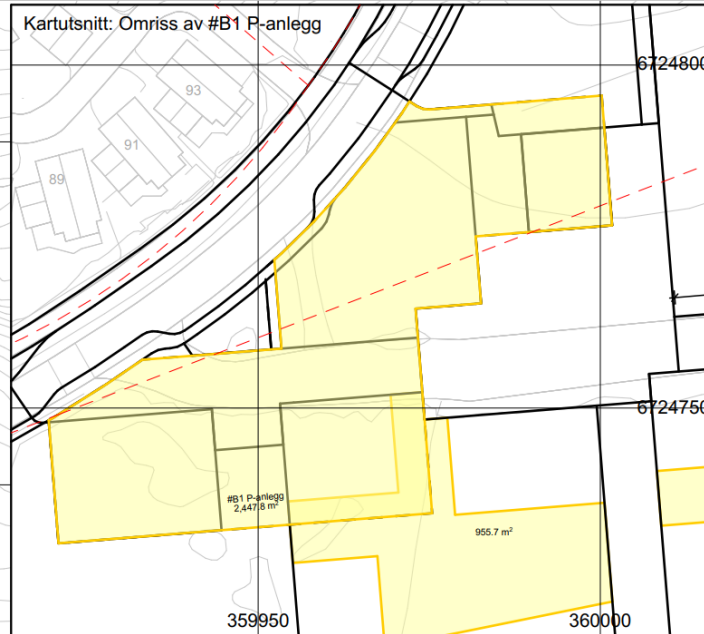 Kartutsnitt: Omriss av #B1 P-anlegg
6724800
93
91
89
6724750
#B1 P-anlegg
2,447.8 m²
955.7 m²
359950
360000